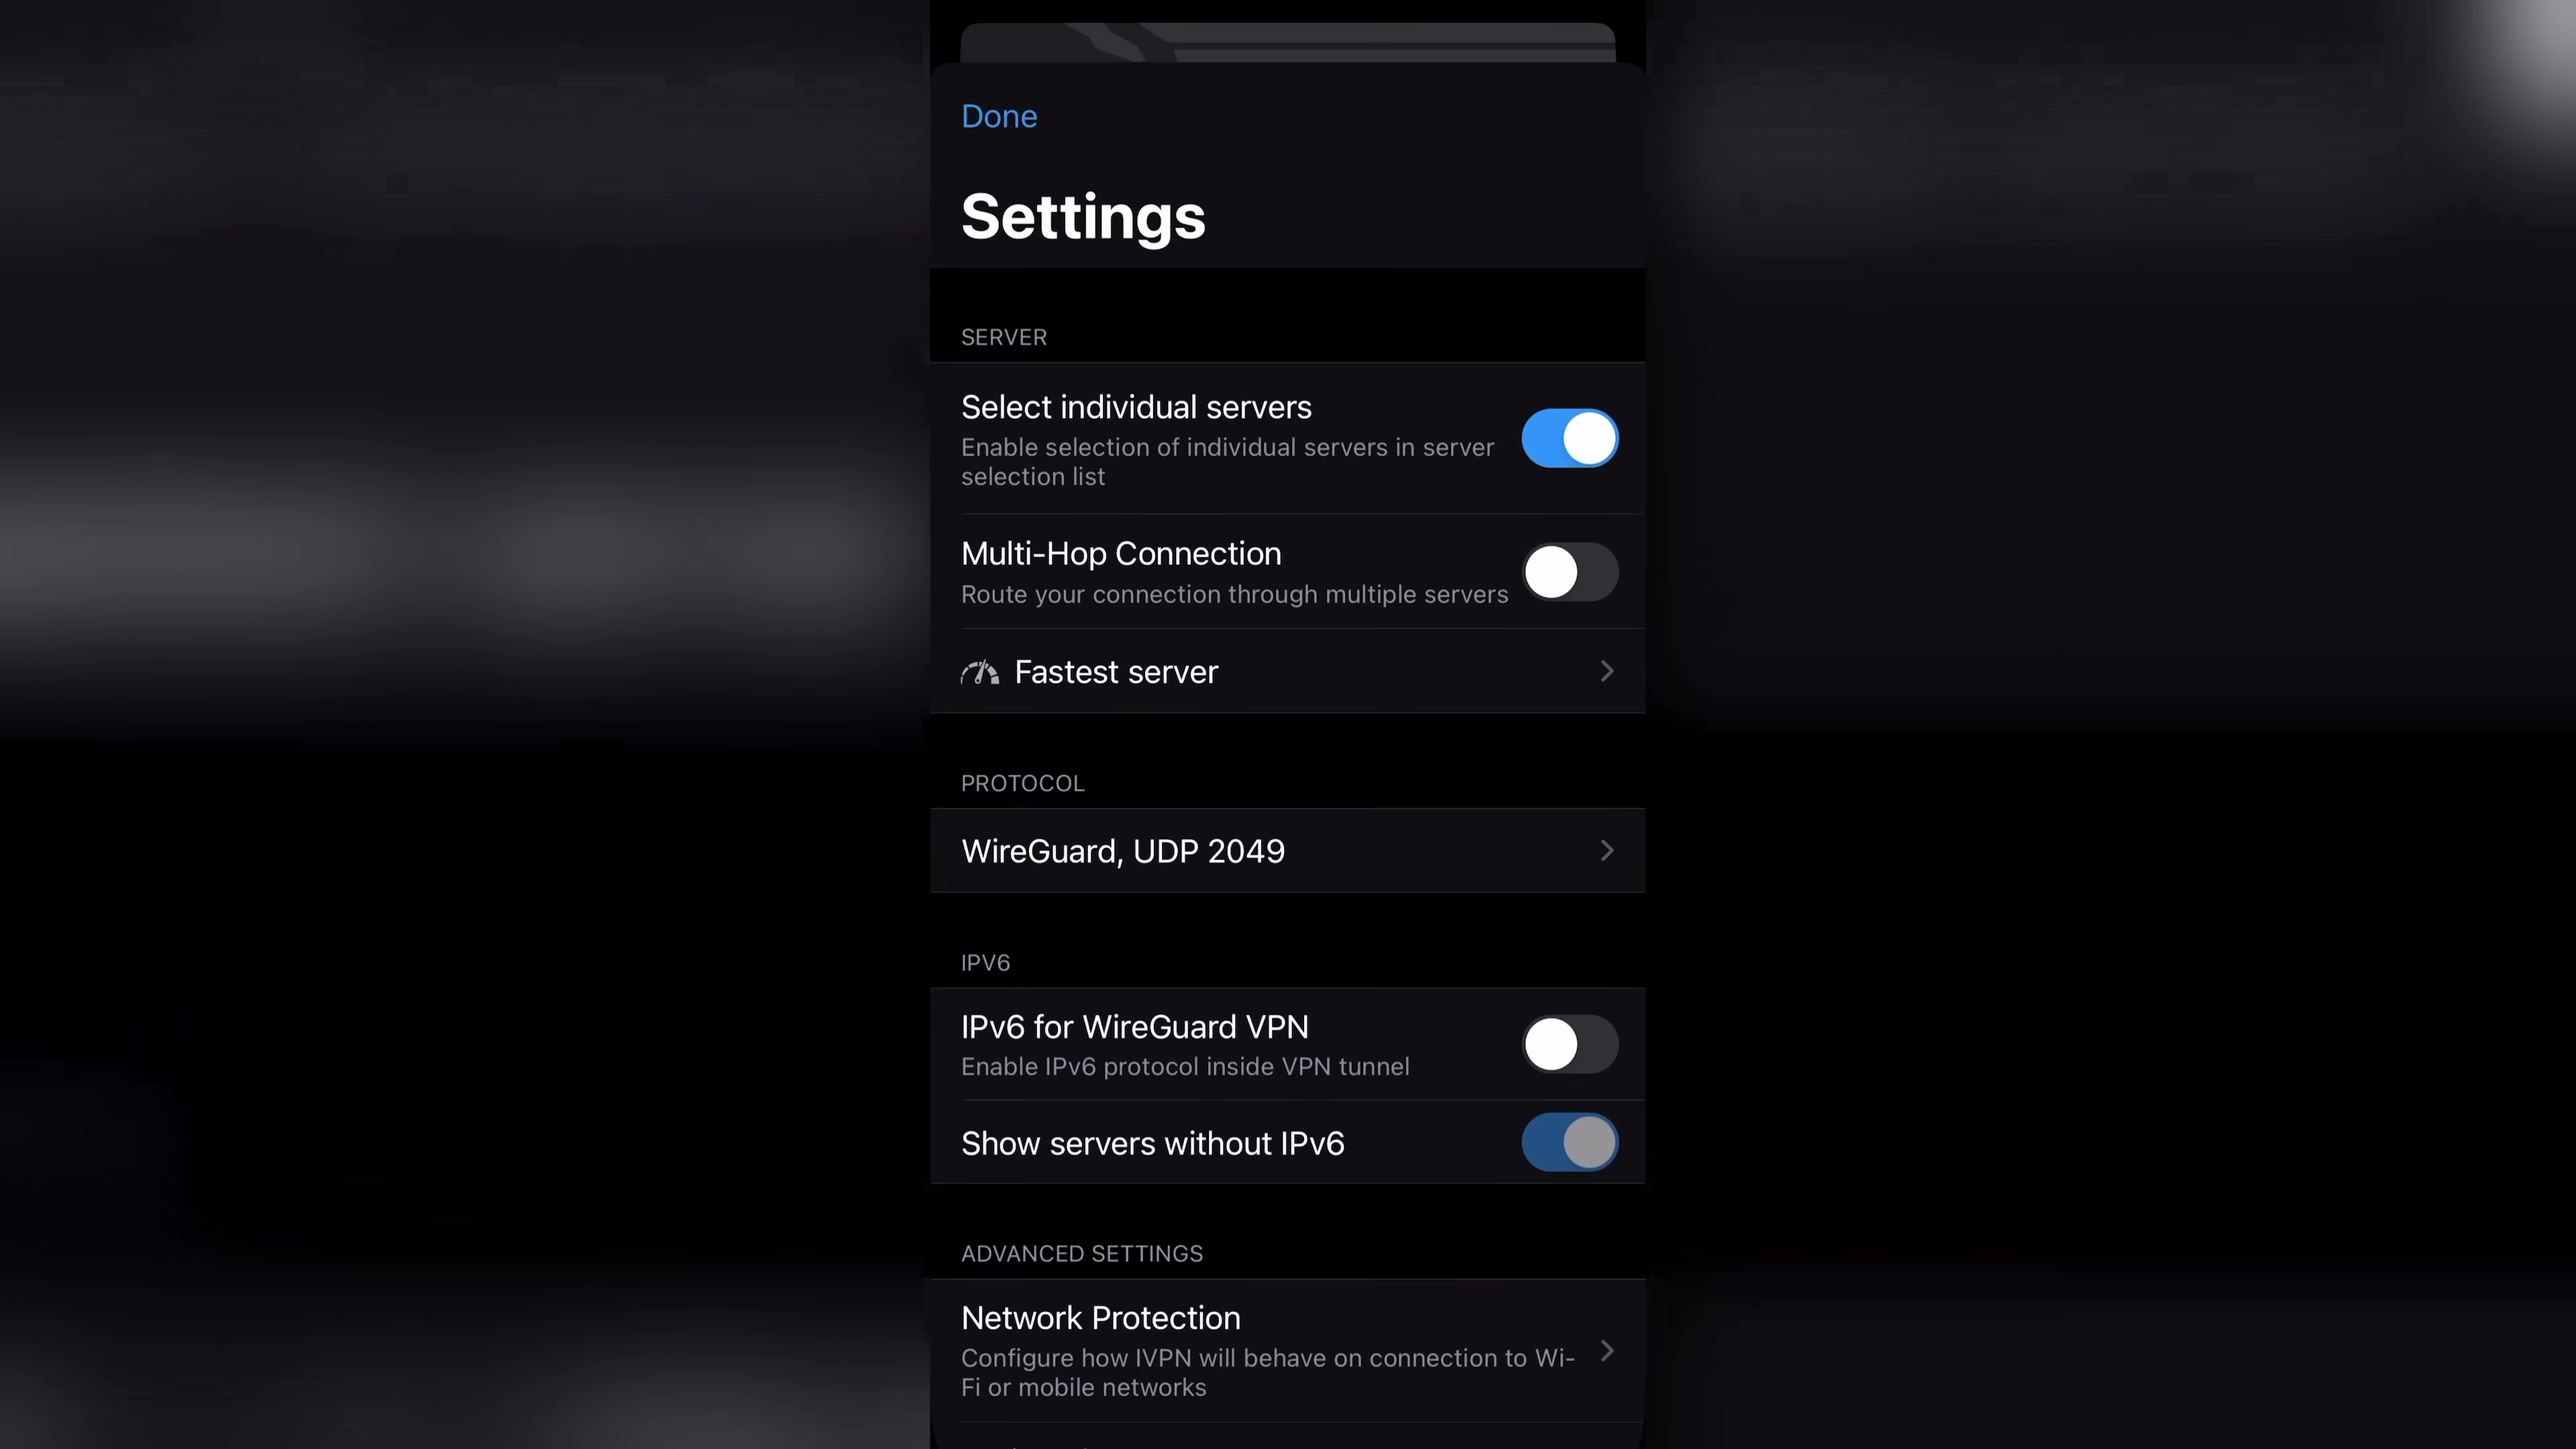 Done
Settings
SERVER
Select individual servers
Enable selection of individual servers in server
selection list
Multi-Hop Connection
Route your connection through multiple servers
Fastest server
PROTOCOL
WireGuard, UDP 2049
IPV6
IPv6 for WireGuard VPN
Enable IPv6 protocol inside VPN tunnel
Show servers without IPv6
ADVANCED SETTINGS
Network Protection
Configure how IVPN will behave on connection to Wi-
Fi or mobile networks